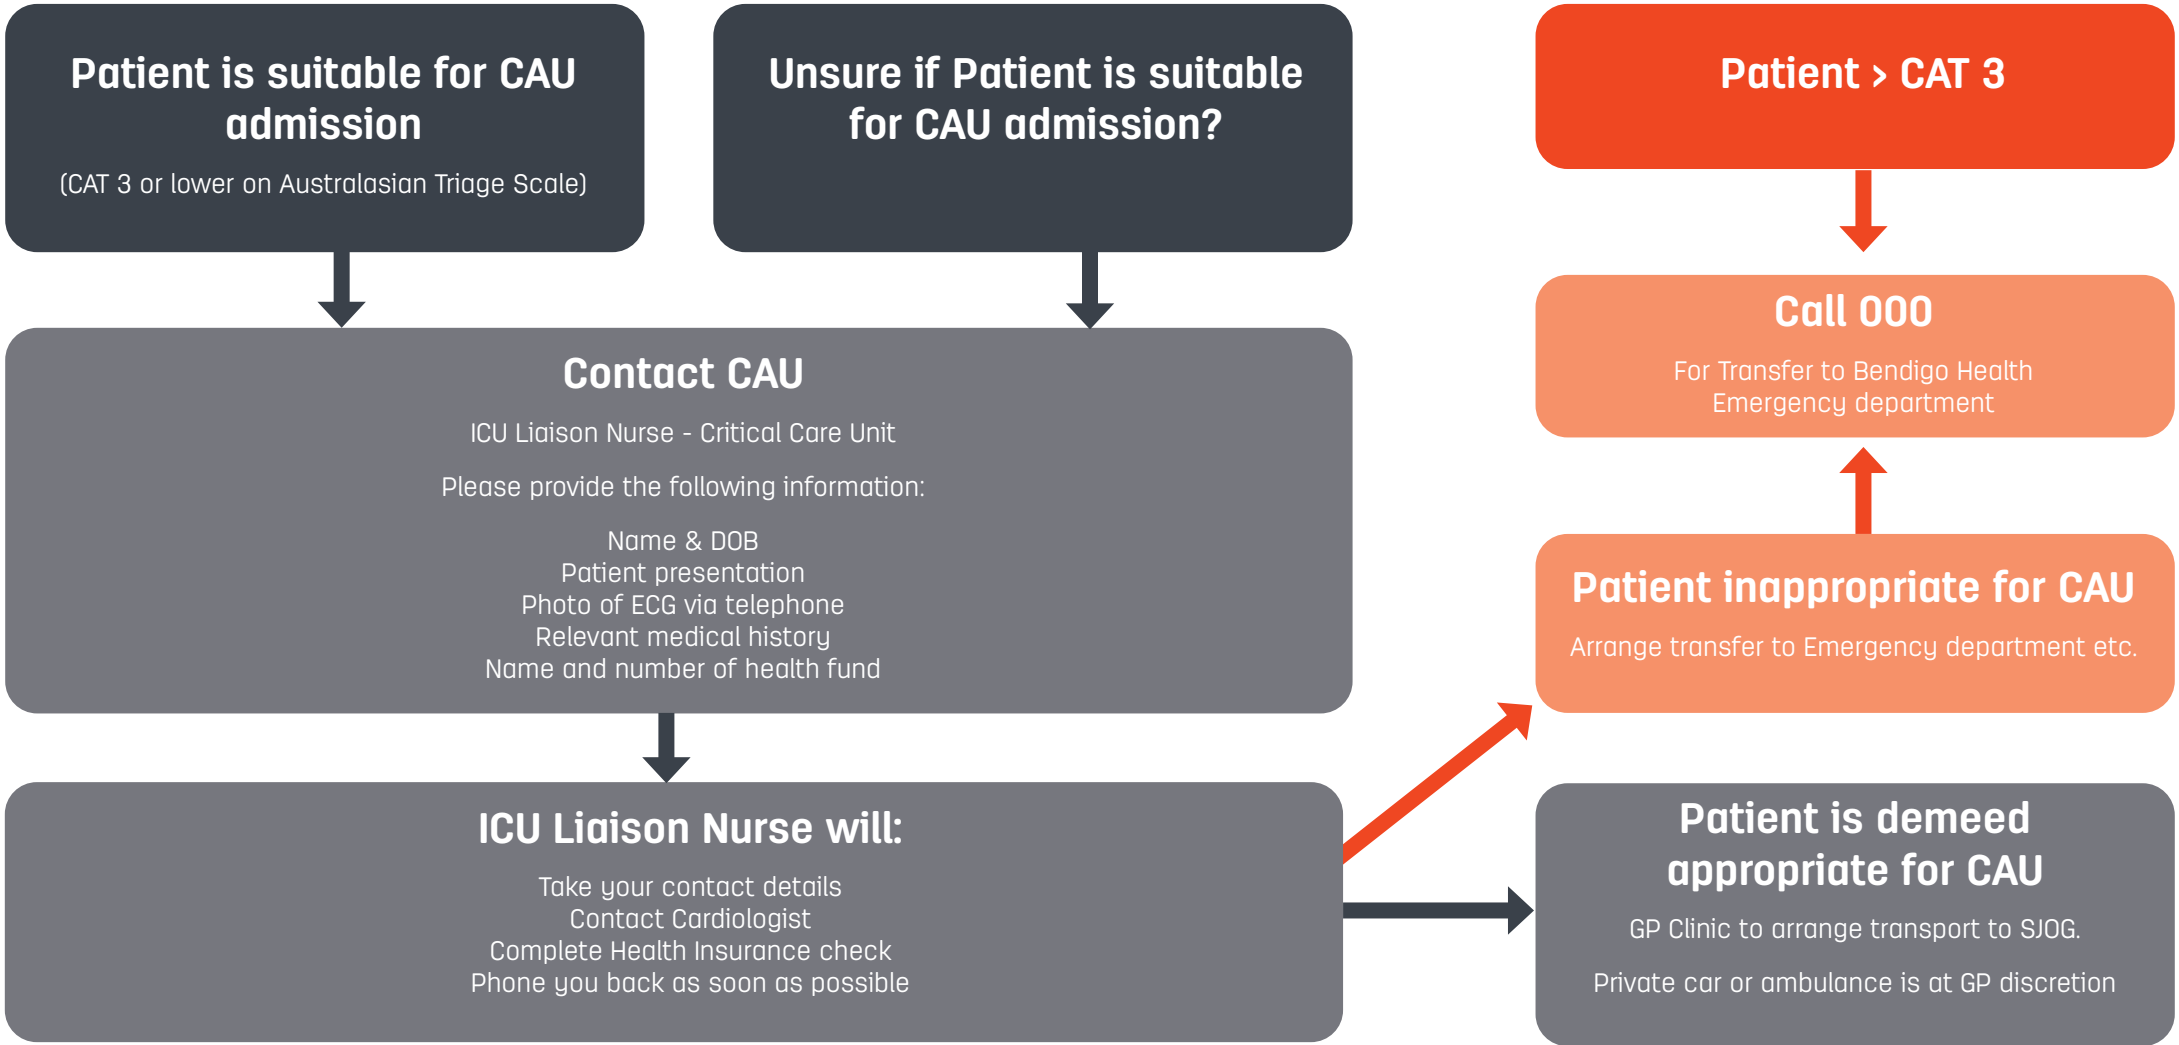 Patient is suitable for CAU
admission
(CAT 3 or lower on Australasian Triage Scale)
Unsure if Patient is suitable
for CAU admission?
Patient > CAT 3
Contact CAU
ICU Liaison Nurse - Critical Care Unit
Please provide the following information:
Name & DOB
Patient presentation
Photo of ECG via telephone
Relevant medical history
Name and number of health fund
Call 000
For Transfer to Bendigo Health
Emergency department
Patient inappropriate for CAU
Arrange transfer to Emergency department etc.
ICU Liaison Nurse will:
Take your contact details
Contact Cardiologist
Complete Health Insurance check
Phone you back as soon as possible
Patient is demeed
appropriate for CAU
GP Clinic to arrange transport to SJOG.
Private car or ambulance is at GP discretion